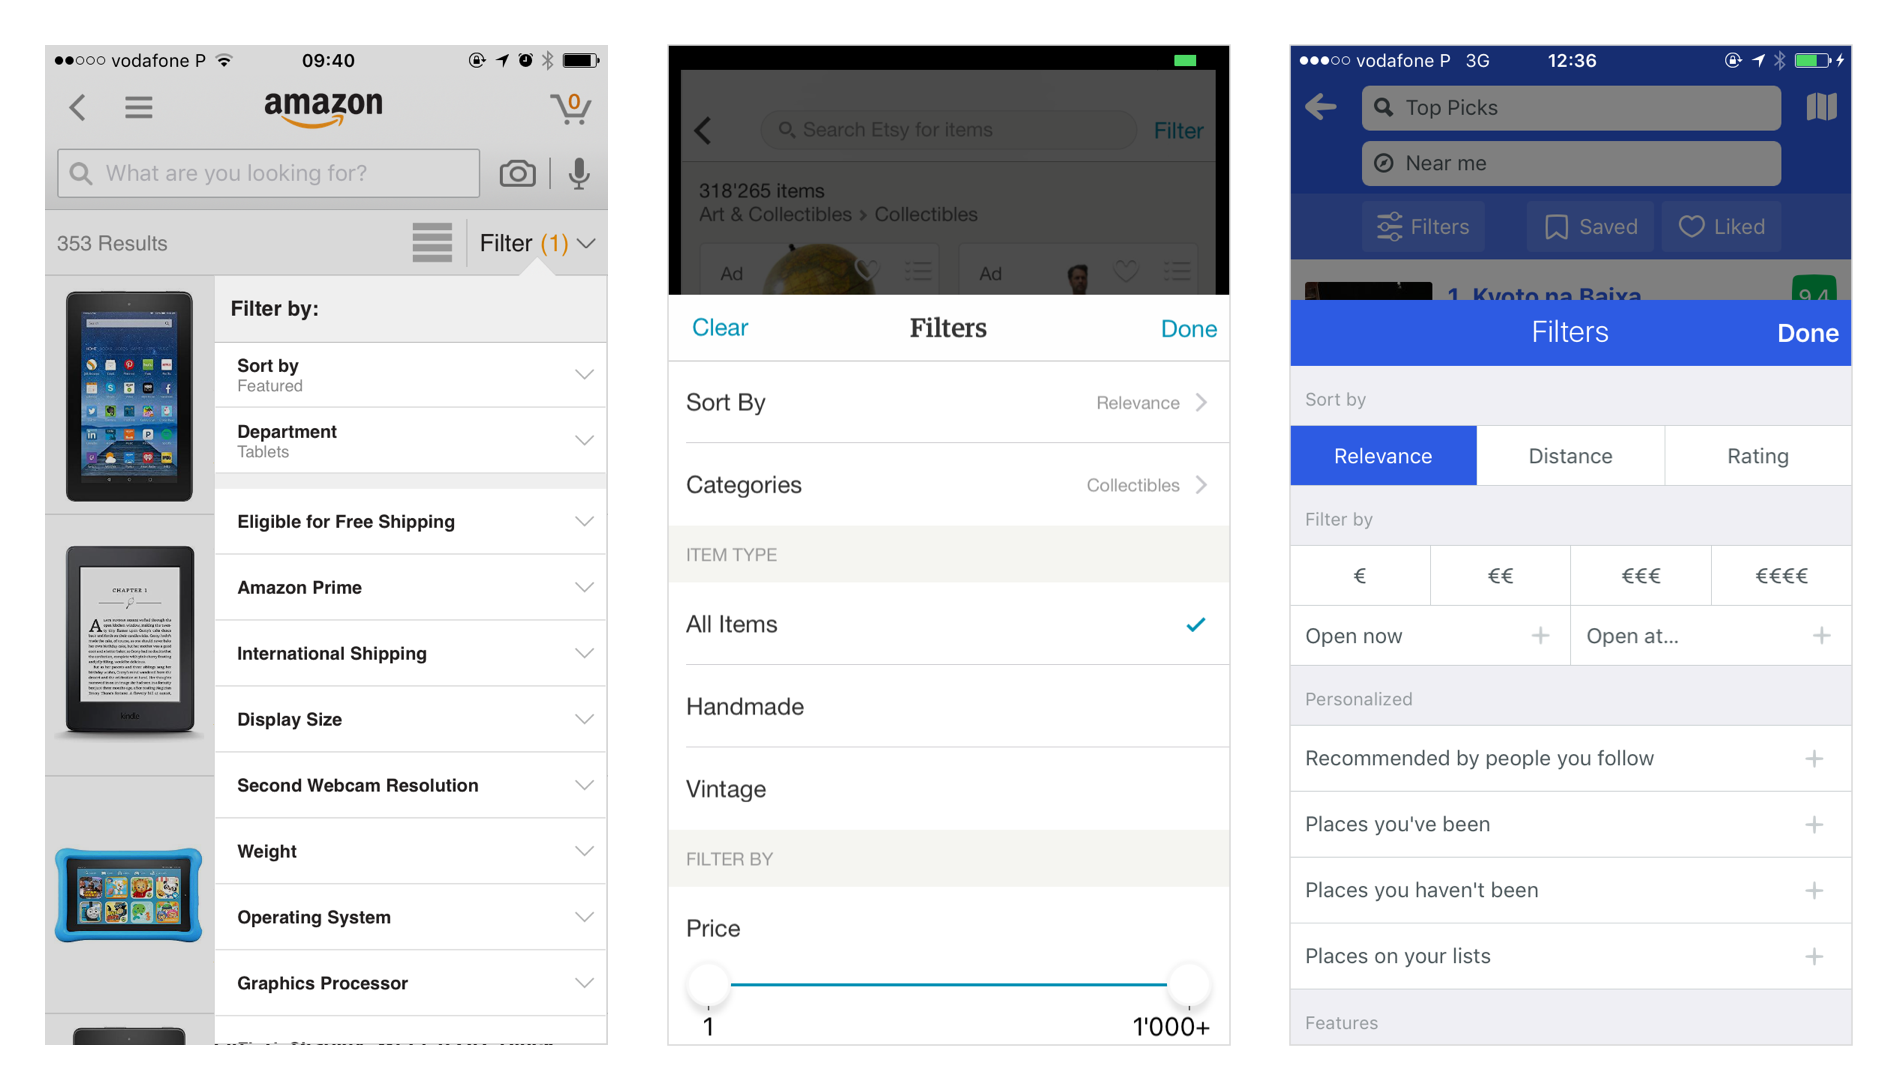 vodafone P
09:40
amazon
0
What are you looking for?
353 Results
Filter (1)
Filter by:
Sort by
Featured
Department
Tablets
Eligible for Free Shipping
Amazon Prime
International Shipping
Display Size
Second Webcam Resolution
Weight
Operating System
Graphics Processor
CHAPTER 1
kindle
Search Etsy for items
Filter
318'265 items
Art & Collectibles > Collectibles
Ad
Ad
Clear
Filters
Done
Sort By
Relevance
Categories
Collectibles
ITEM TYPE
All Items
Handmade
Vintage
FILTER BY
Price
1
1'000+
vodafone P 3G
12:36
Top Picks
Near me
Filters
Saved
Liked
1. Kyoto na Baixa
9.4
Filters
Done
Sort by
Relevance
Distance
Rating
Filter by
€
€€
€€€
€€€€
Open now
Open at...
Personalized
Recommended by people you follow
Places you've been
Places you haven't been
Places on your lists
Features